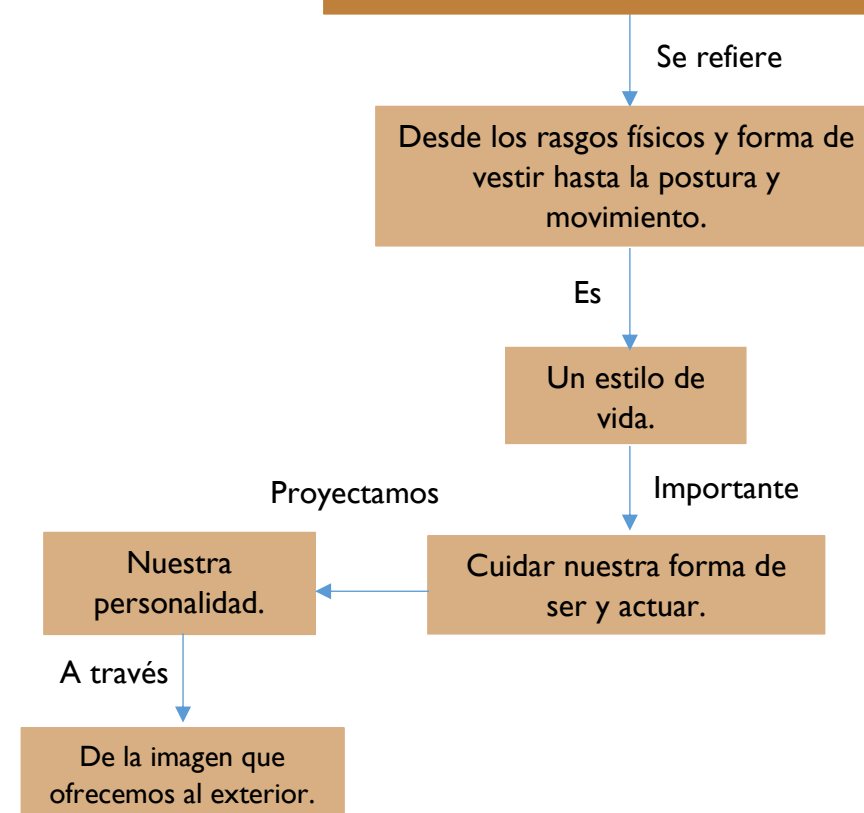 Se refiere
Desde los rasgos físicos y forma de
vestir hasta la postura y
movimiento.
Es
Un estilo de
vida.
Importante
Proyectamos
Cuidar nuestra forma de
ser y actuar.
Nuestra
personalidad.
A través
De la imagen que
ofrecemos al exterior.